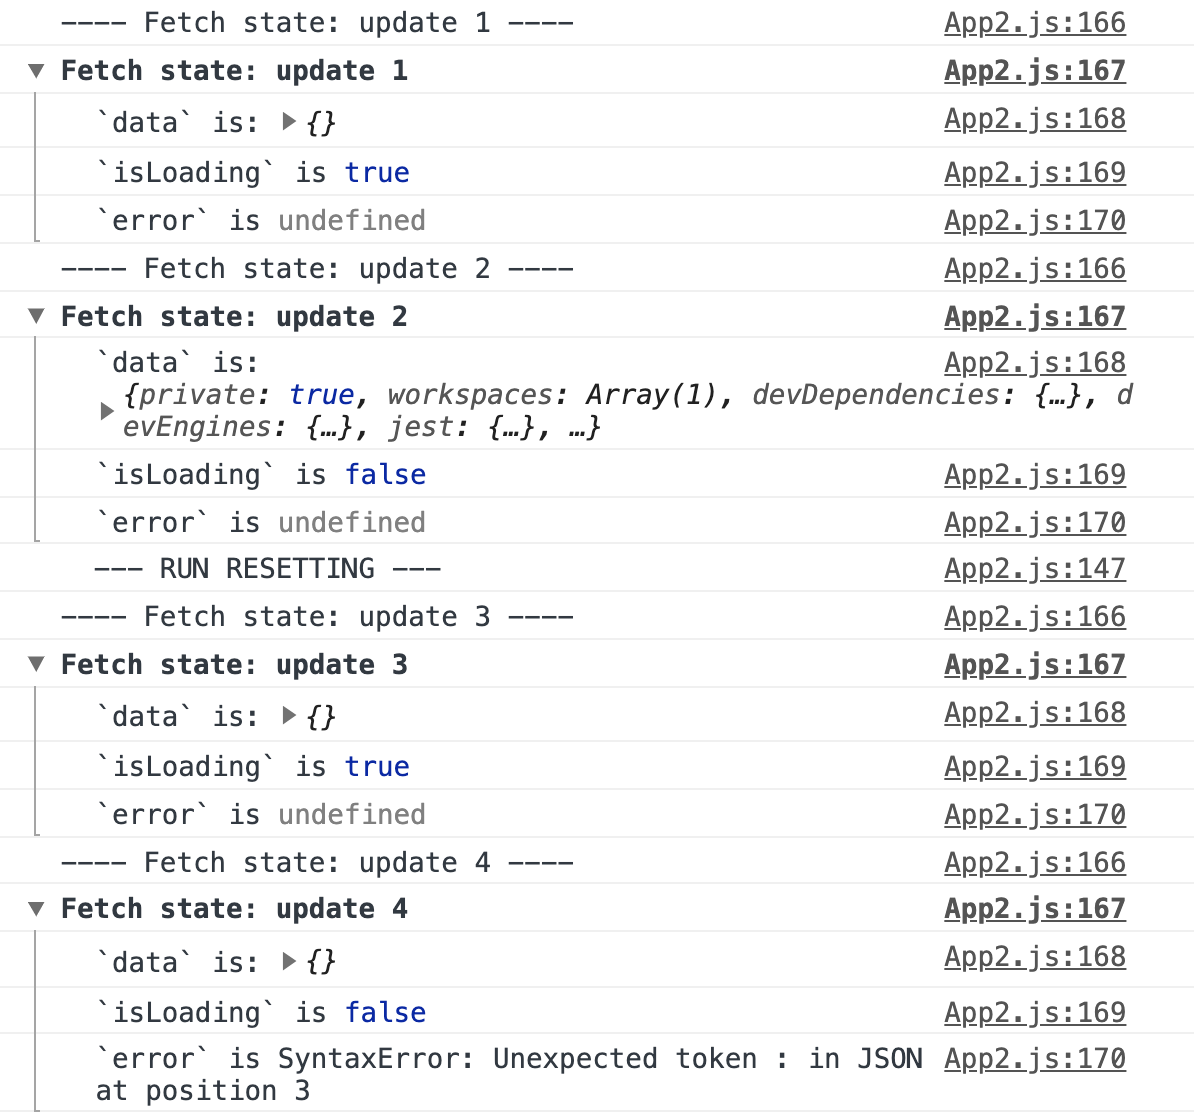 ---- Fetch state: update 1 ---- App2.js:166
Fetch state: update 1 App2.js:167
`data` is: {} App2.js:168
`isLoading` is true App2.js:169
`error` is undefined App2.js:170
---- Fetch state: update 2 ---- App2.js:166
Fetch state: update 2 App2.js:167
`data` is: App2.js:168
{private: true, workspaces: Array(1), devDependencies: {…}, d
evEngines: {…}, jest: {…}, …}
`isLoading` is false App2.js:169
`error` is undefined App2.js:170
--- RUN RESETTING --- App2.js:147
---- Fetch state: update 3 ---- App2.js:166
Fetch state: update 3 App2.js:167
`data` is: {} App2.js:168
`isLoading` is true App2.js:169
`error` is undefined App2.js:170
---- Fetch state: update 4 ---- App2.js:166
Fetch state: update 4 App2.js:167
`data` is: {} App2.js:168
`isLoading` is false App2.js:169
`error` is SyntaxError: Unexpected token : in JSON App2.js:170
at position 3